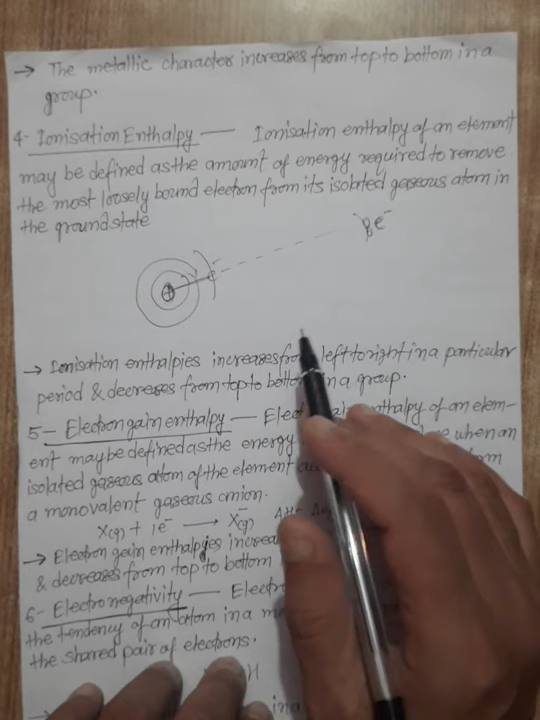 → The metallic character increases from top to bottom in a
group.
4- Ionisation Enthalpy — Ionisation enthalpy of an element
may be defined as the amount of energy required to remove
the most loosely bound electron from its isolated gaseous atom in
the ground state
e⁻
→ Ionisation enthalpies increases from left to right in a particular
period & decreases from top to bottom in a group.
5- Electron gain enthalpy — enthalpy of an elem-
ent may be defined as the energy when an
isolated gaseous atom of the element
a monovalent gaseous anion.
X(g) + 1e⁻ → X⁻(g)
→ Electron gain enthalpies
& decreases from top to bottom
6- Electronegativity —
the tendency of an atom in a
the shared pair of electrons.
H
in a